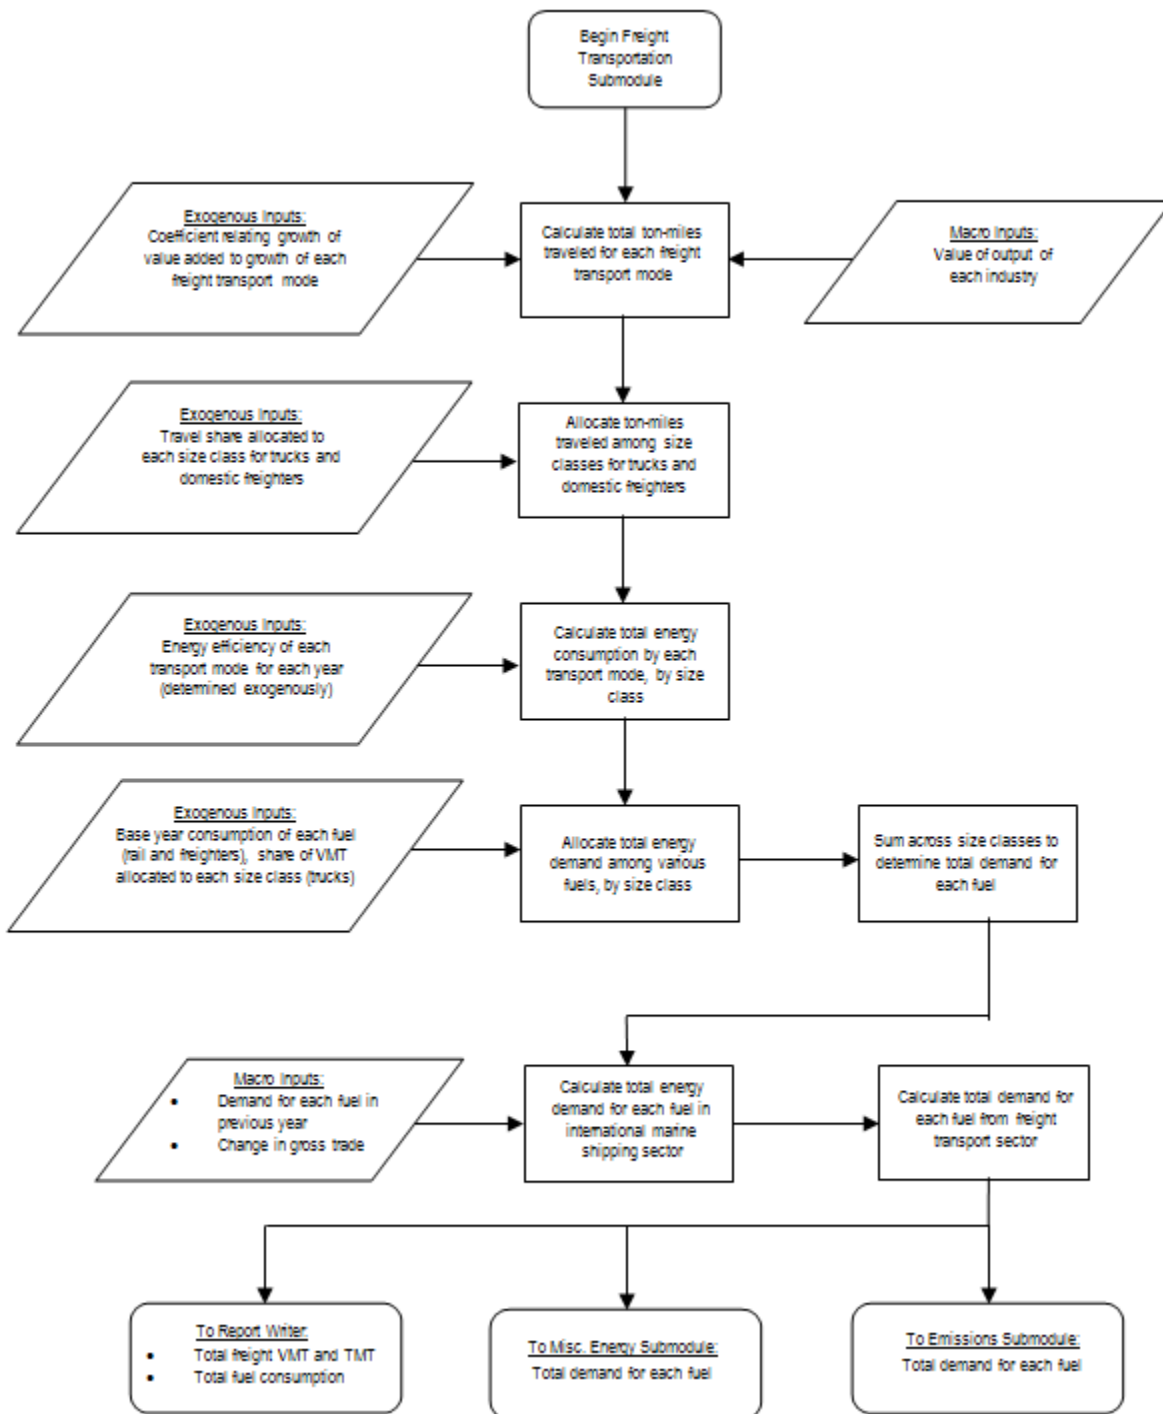 Begin Freight
Transportation
Submodule
Exogenous Inputs:
Coefficient relating growth of
value added to growth of each
freight transport mode
Calculate total ton-miles
traveled for each freight
transport mode
Macro Inputs:
Value of output of
each industry
Exogenous Inputs:
Travel share allocated to
each size class for trucks and
domestic freighters
Allocate ton-miles
traveled among size
classes for trucks and
domestic freighters
Exogenous Inputs:
Energy efficiency of each
transport mode for each year
(determined exogenously)
Calculate total energy
consumption by each
transport mode, by size
class
Exogenous Inputs:
Base year consumption of each fuel
(rail and freighters), share of VMT
allocated to each size class (trucks)
Allocate total energy
demand among various
fuels, by size class
Sum across size classes to
determine total demand for
each fuel
Macro Inputs:
• Demand for each fuel in
previous year
• Change in gross trade
Calculate total energy
demand for each fuel in
international marine
shipping sector
Calculate total demand for
each fuel from freight
transport sector
To Report Writer:
• Total freight VMT and TMT
• Total fuel consumption
To Misc. Energy Submodule:
Total demand for each fuel
To Emissions Submodule:
Total demand for each fuel